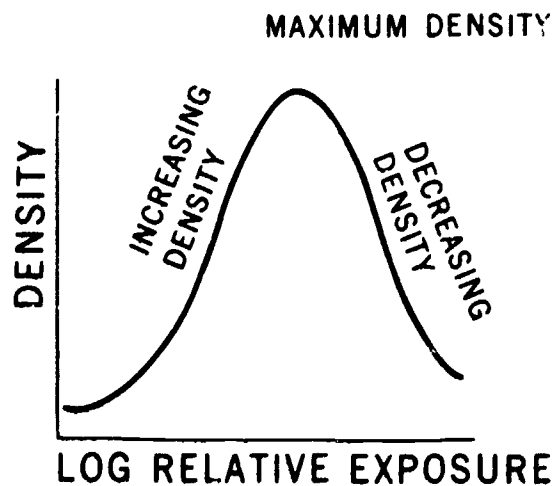 MAXIMUM DENSITY
INCREASING
DENSITY
DECREASING
DENSITY
DENSITY
LOG RELATIVE EXPOSURE